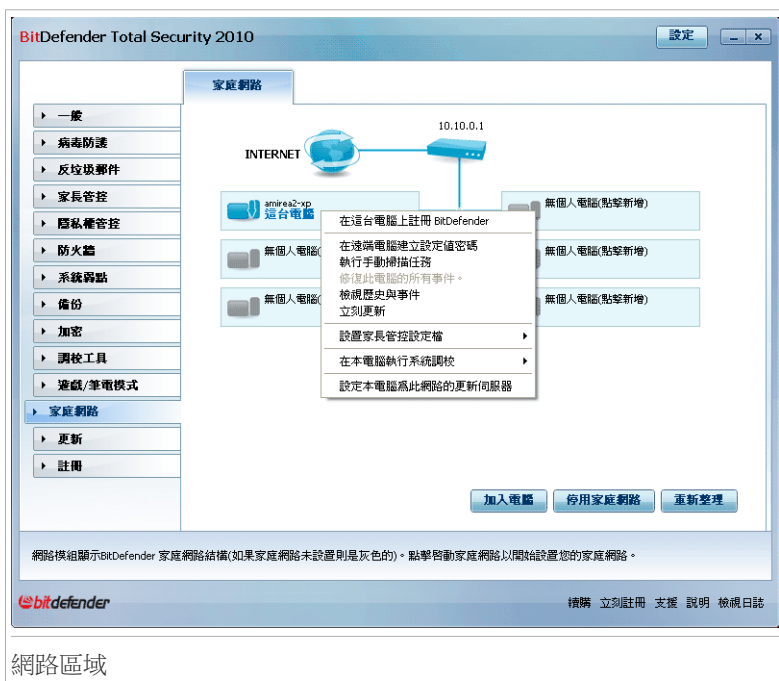 BitDefender Total Security 2010
設定
家庭網路
一般
病毒防護
反垃圾郵件
家長管控
隱私權管控
防火牆
系統弱點
備份
加密
調校工具
遊戲/筆電模式
家庭網路
更新
註冊
INTERNET
10.10.0.1
amirea2-xp
這台電腦
無個人電腦(點擊新增)
無個人電腦(
無個人電腦(點擊新增)
無個人電腦(
無個人電腦(點擊新增)
在這台電腦上註冊 BitDefender
在遠端電腦建立設定值密碼
執行手動掃描任務
修復此電腦的所有事件。
檢視歷史與事件
立刻更新
設置家長管控設定檔
在本電腦執行系統調校
設定本電腦為此網路的更新伺服器
加入電腦
停用家庭網路
重新整理
網路模組顯示BitDefender 家庭網路結構(如果家庭網路未設置則是灰色的)。點擊啟動家庭網路以開始設置您的家庭網路。
bitdefender
續購 立刻註冊 支援 說明 檢視日誌
網路區域